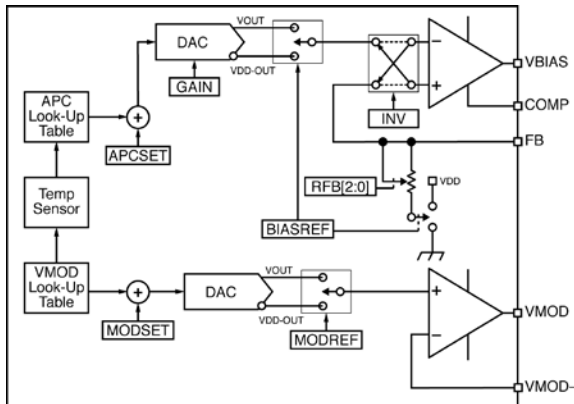 VOUT
DAC
VDD-OUT
GAIN
APC
Look-Up
Table
APCSET
INV
VBIAS
COMP
FB
RFB[2:0]
VDD
Temp
Sensor
BIASREF
VMOD
Look-Up
Table
MODSET
VOUT
DAC
VDD-OUT
MODREF
VMOD
VMOD-